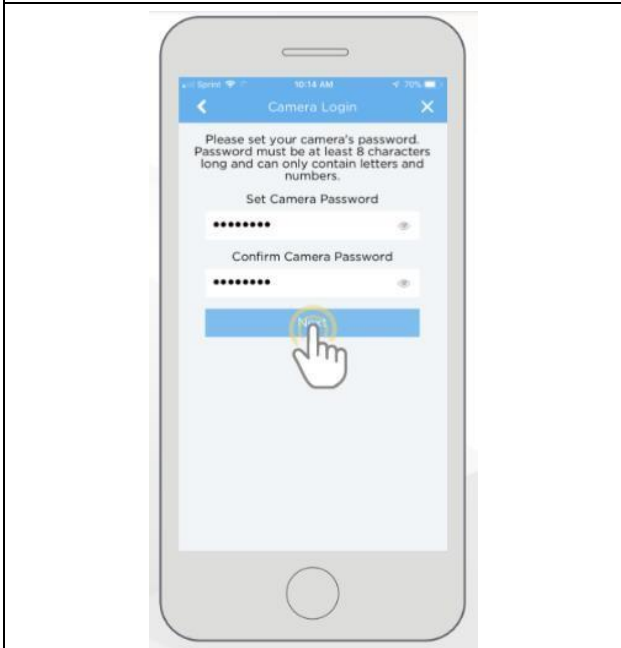 Sprint 10:14 AM 70%
Camera Login
Please set your camera's password.
Password must be at least 8 characters
long and can only contain letters and
numbers.
Set Camera Password
••••••••
Confirm Camera Password
••••••••
Next